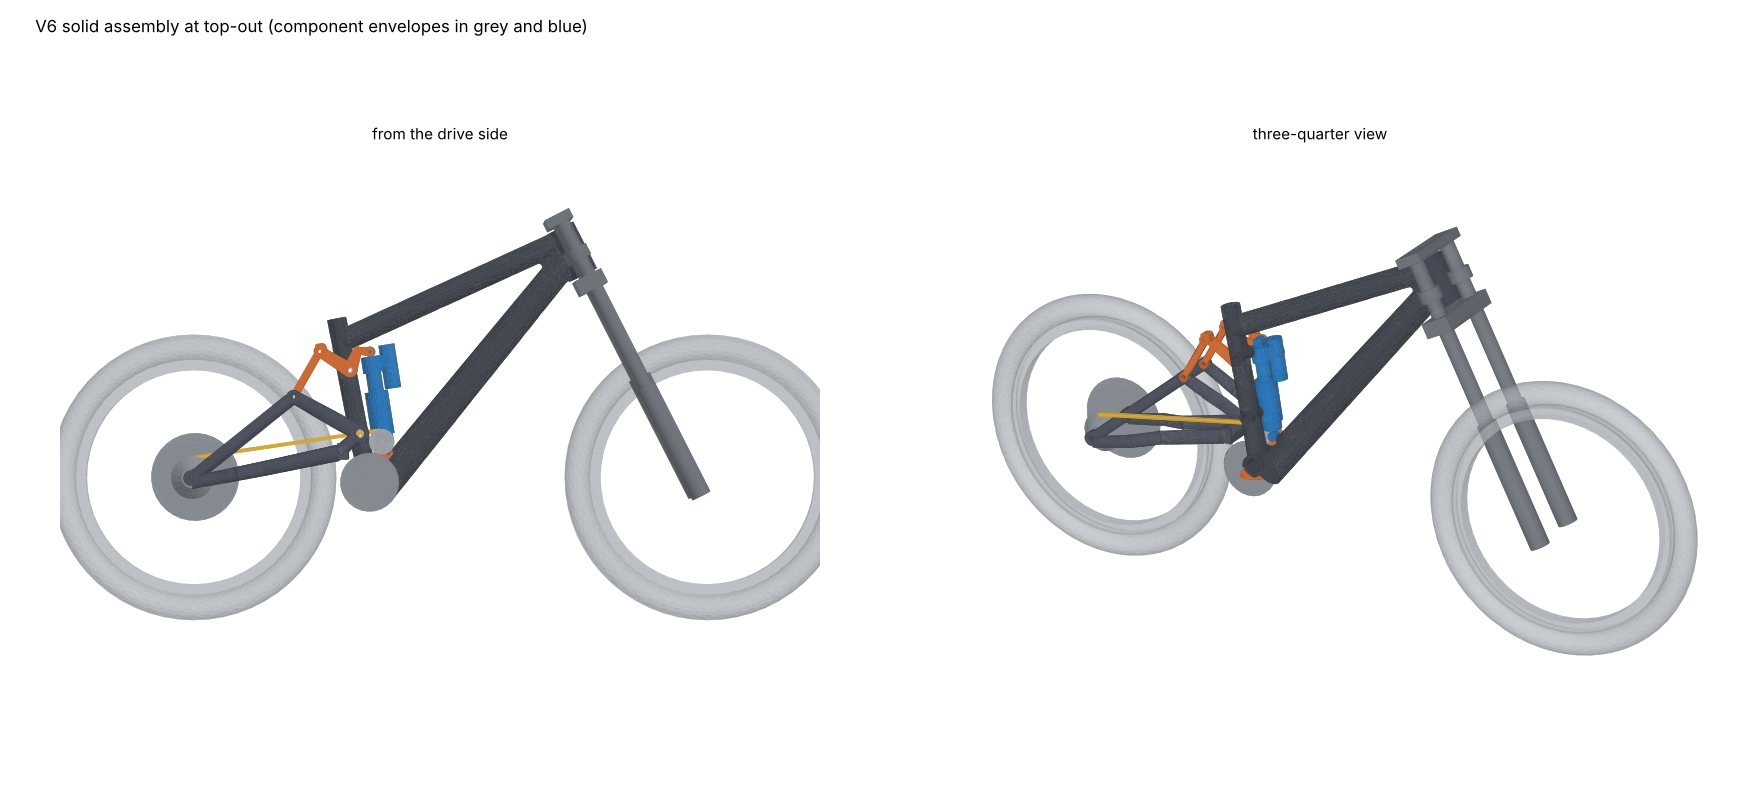 V6 solid assembly at top-out (component envelopes in grey and blue)
from the drive side
three-quarter view